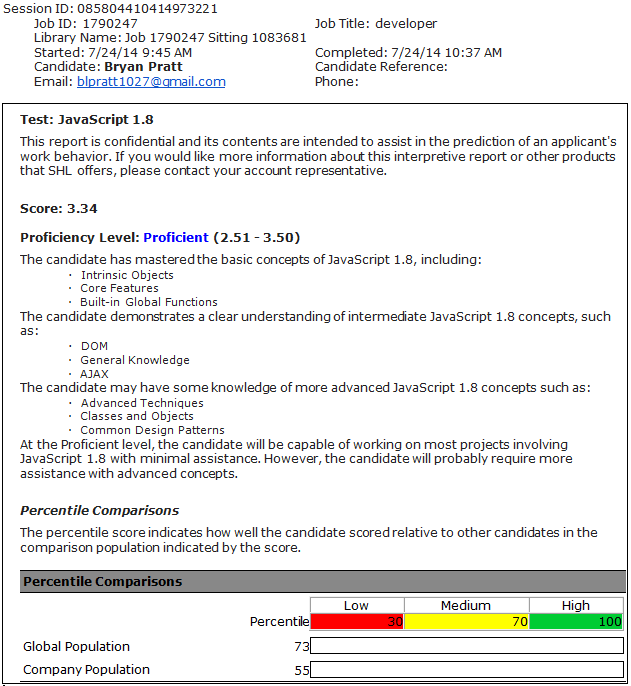 Session ID: 085804410414973221
Job ID: 1790247 Job Title: developer
Library Name: Job 1790247 Sitting 1083681
Started: 7/24/14 9:45 AM Completed: 7/24/14 10:37 AM
Candidate: Bryan Pratt Candidate Reference:
Email: blpratt1027@gmail.com Phone:
Test: JavaScript 1.8
This report is confidential and its contents are intended to assist in the prediction of an applicant's
work behavior. If you would like more information about this interpretive report or other products
that SHL offers, please contact your account representative.
Score: 3.34
Proficiency Level: Proficient (2.51 - 3.50)
The candidate has mastered the basic concepts of JavaScript 1.8, including:
· Intrinsic Objects
· Core Features
· Built-in Global Functions
The candidate demonstrates a clear understanding of intermediate JavaScript 1.8 concepts, such
as:
· DOM
· General Knowledge
· AJAX
The candidate may have some knowledge of more advanced JavaScript 1.8 concepts such as:
· Advanced Techniques
· Classes and Objects
· Common Design Patterns
At the Proficient level, the candidate will be capable of working on most projects involving
JavaScript 1.8 with minimal assistance. However, the candidate will probably require more
assistance with advanced concepts.
Percentile Comparisons
The percentile score indicates how well the candidate scored relative to other candidates in the
comparison population indicated by the score.
Percentile Comparisons
Low Medium High
Percentile 30 70 100
Global Population 73
Company Population 55